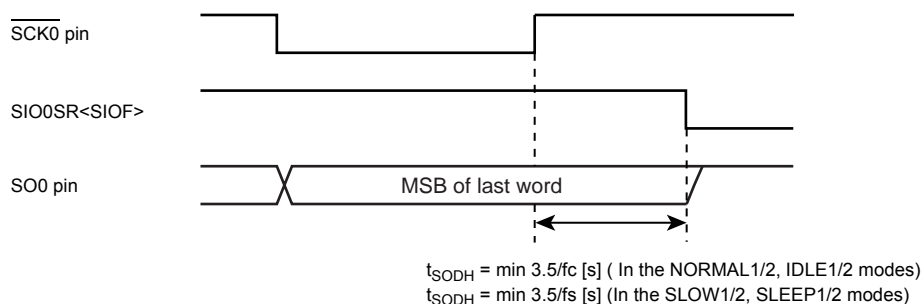 SCK0 pin
SIO0SR<SIOF>
SO0 pin
MSB of last word
tSODH = min 3.5/fc [s] ( In the NORMAL1/2, IDLE1/2 modes)
tSODH = min 3.5/fs [s] (In the SLOW1/2, SLEEP1/2 modes)